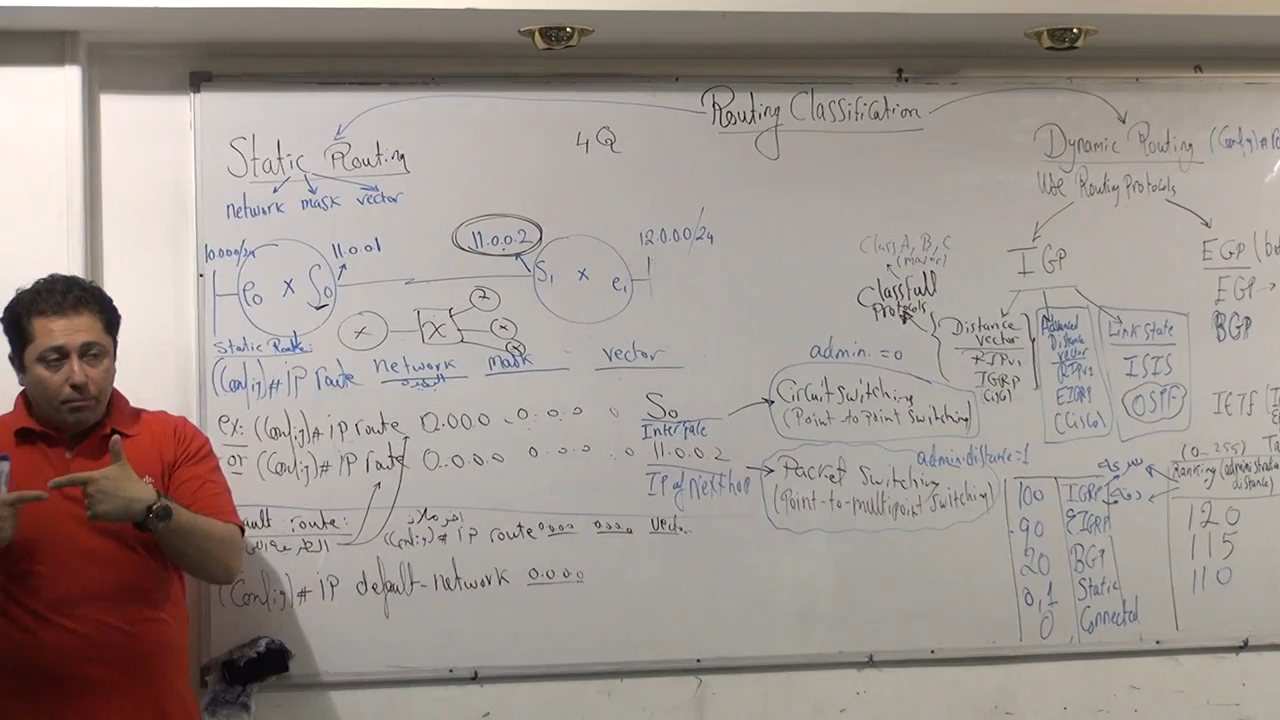 Routing Classification
4Q
Static Routing
network mask vector
10.0.0.0/24
11.0.0.1
11.0.0.2
12.0.0.0/24
e0 X S0
S1 X e1
X
X
2
X
X
Static Route:
(Config)# IP route network mask vector
ex: (Config)# IP route 0.0.0.0 0.0.0.0 S0
Interface
or (Config)# IP route 0.0.0.0 0.0.0.0 11.0.0.2
IP of next hop
ault route:
(Config)# IP route 0.0.0.0 0.0.0.0 Vector
(Config)# IP default-network 0.0.0.0
admin. = 0
Circuit Switching
(Point-to-point Switching)
admin.distance=1
Packet Switching
(Point-to-multipoint Switching)
Dynamic Routing (Config)#
Use Routing Protocols
IGP
Class A, B, C
(major)
Classfull
Protocols
Distance
vector
RIPv1
IGRP
(Cisco)
Advanced
Distance
vector
RIPv2
EIGRP
(Cisco)
Link State
ISIS
OSPF
EGP
EGP →
BGP
IETF
(0-255)
Ranking (administration
distance)
سرعة
دقة
100 IGRP
90 EIGRP
20 BGP
0,1 Static
0 Connected
120
115
110